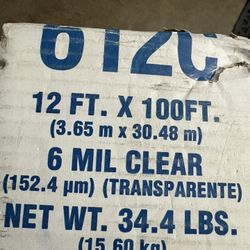 612C
12 FT. X 100FT.
(3.65 m x 30.48 m)
6 MIL CLEAR
(152.4 µm) (TRANSPARENTE)
NET WT. 34.4 LBS.
(15.60 kg)